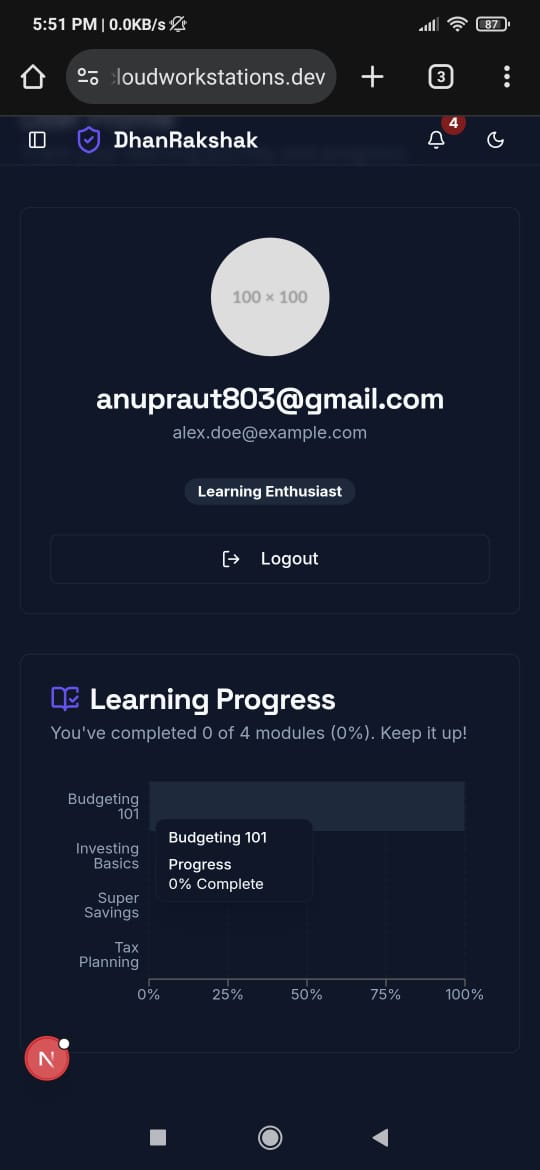 5:51 PM | 0.0KB/s
87
loudworkstations.dev
3
DhanRakshak
4
100 × 100
anupraut803@gmail.com
alex.doe@example.com
Learning Enthusiast
Logout
Learning Progress
You've completed 0 of 4 modules (0%). Keep it up!
Budgeting
101
Budgeting 101
Progress
0% Complete
Investing
Basics
Super
Savings
Tax
Planning
0% 25% 50% 75% 100%
N